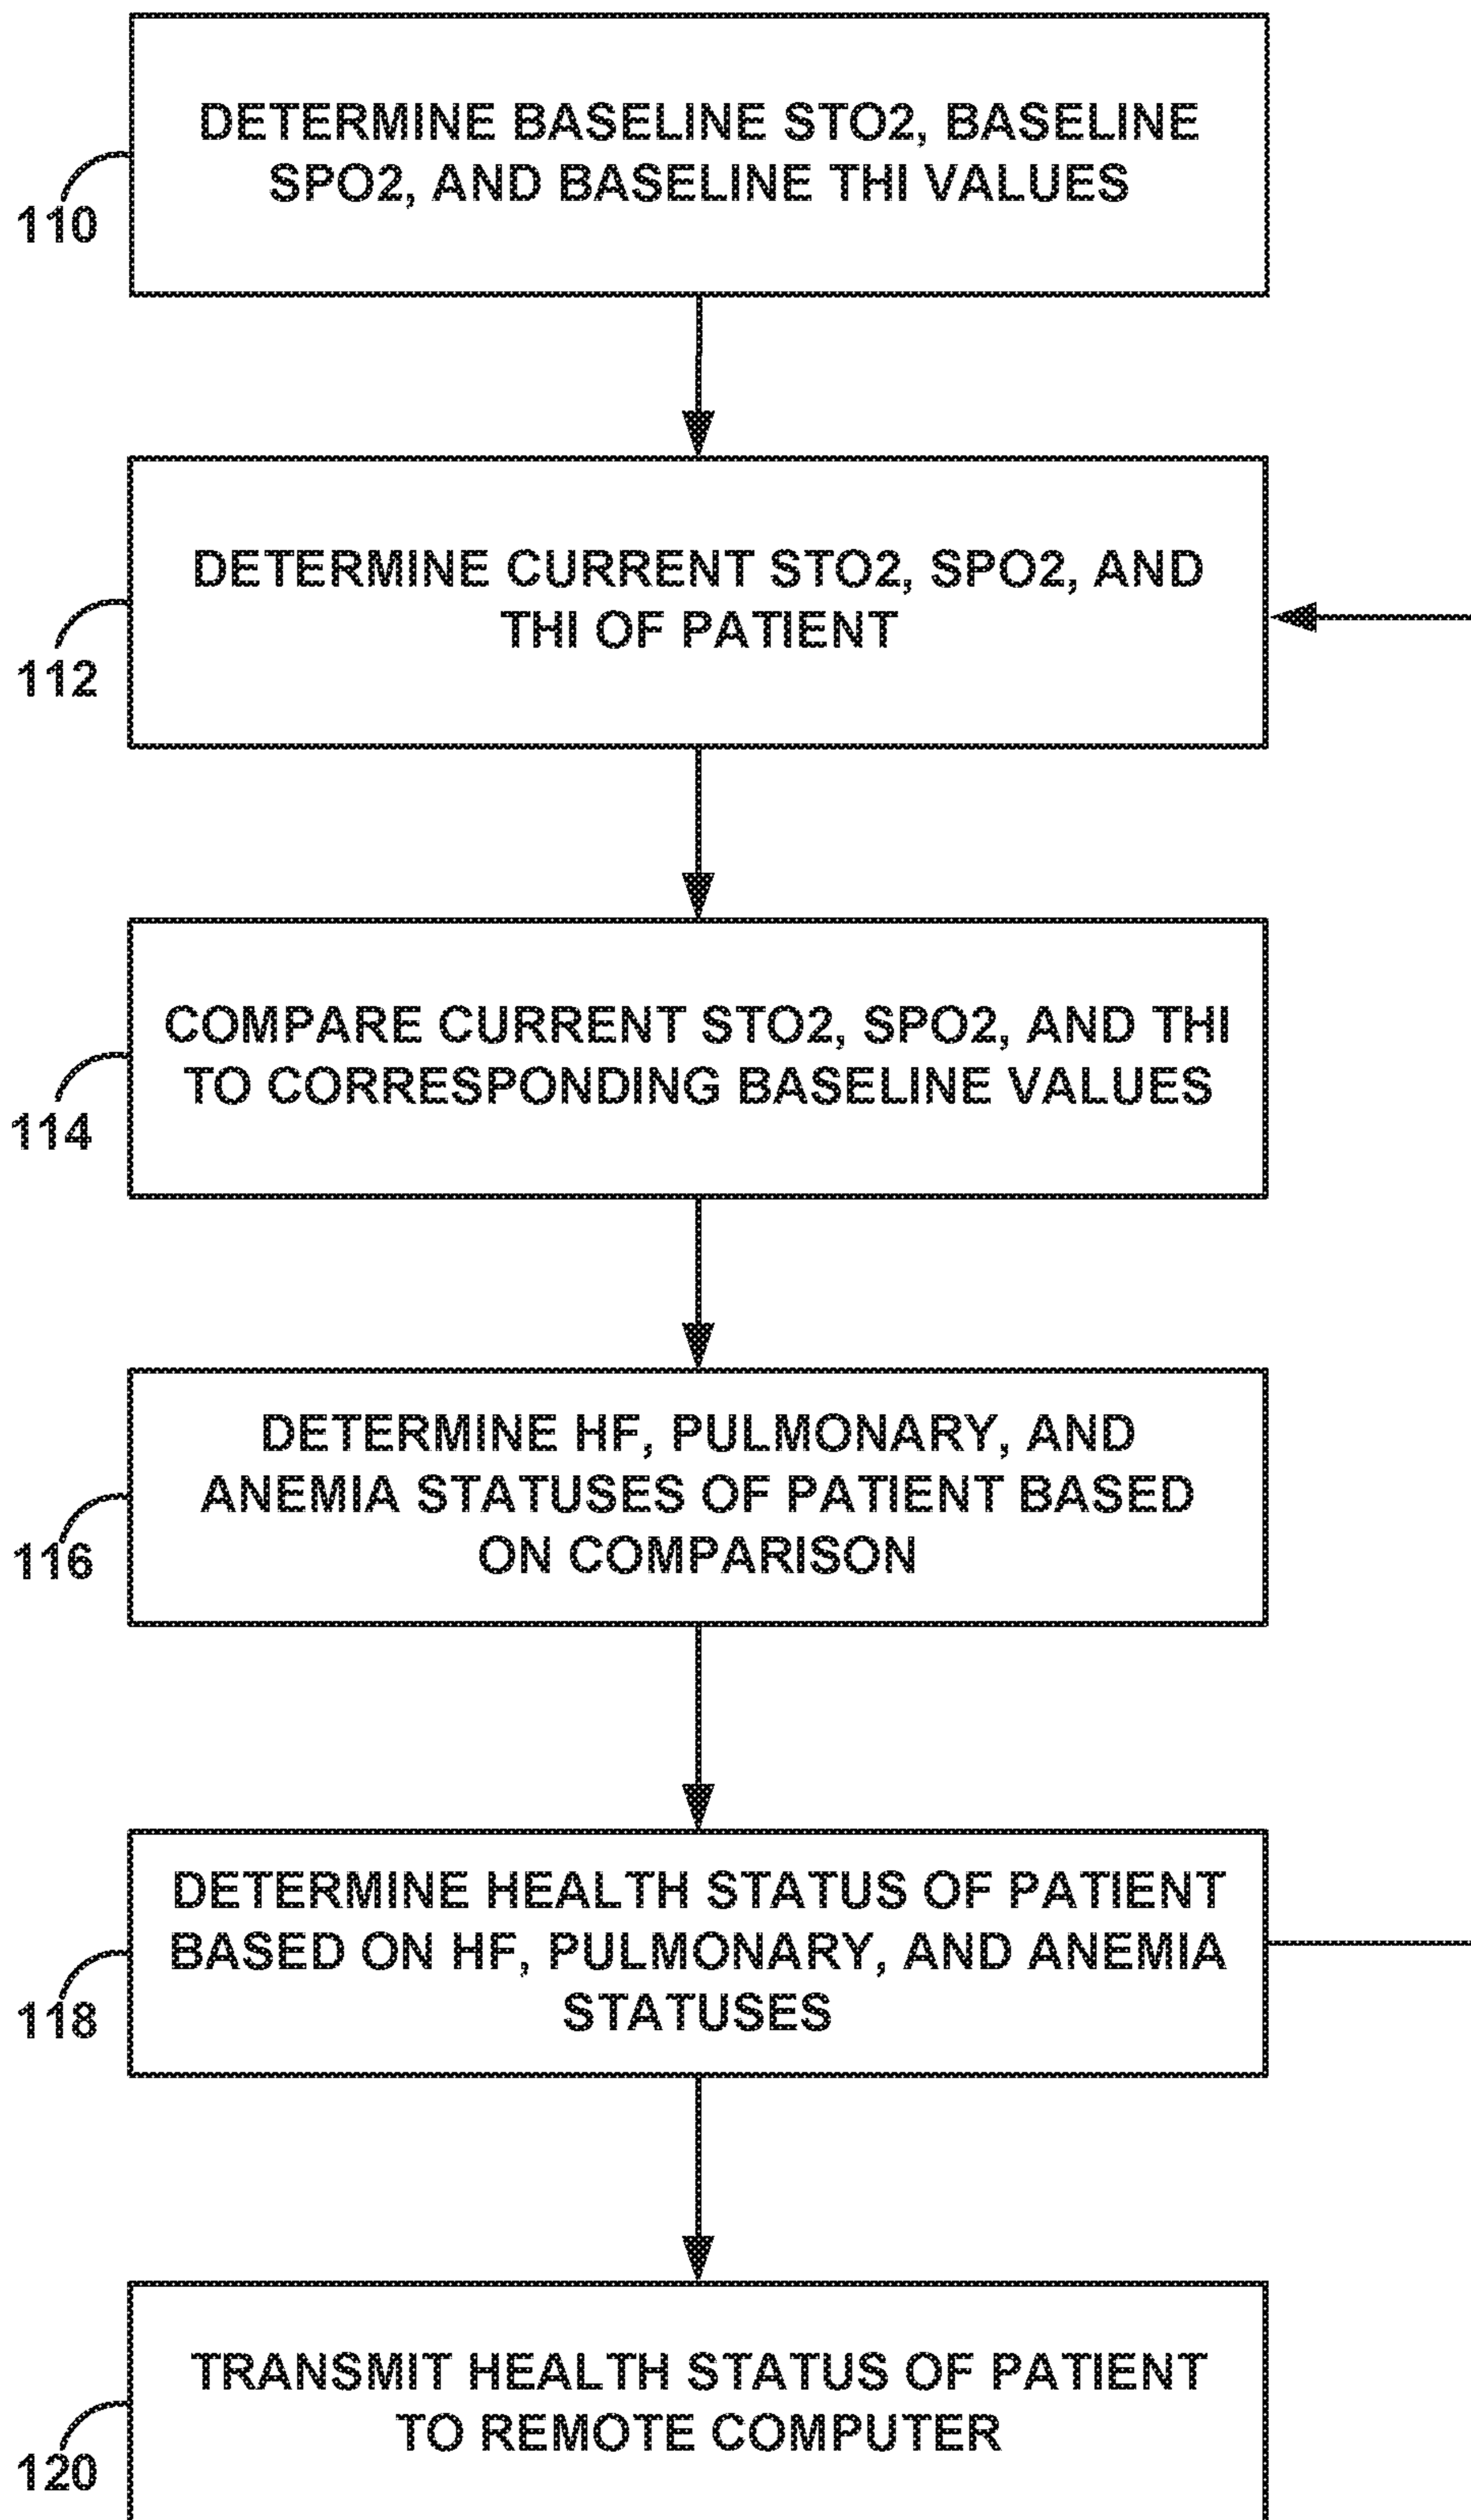 DETERMINE BASELINE STO2, BASELINE
SPO2, AND BASELINE THI VALUES
110
DETERMINE CURRENT STO2, SPO2, AND
THI OF PATIENT
112
COMPARE CURRENT STO2, SPO2, AND THI
TO CORRESPONDING BASELINE VALUES
114
DETERMINE HF, PULMONARY, AND
ANEMIA STATUSES OF PATIENT BASED
ON COMPARISON
116
DETERMINE HEALTH STATUS OF PATIENT
BASED ON HF, PULMONARY, AND ANEMIA
STATUSES
118
TRANSMIT HEALTH STATUS OF PATIENT
TO REMOTE COMPUTER
120